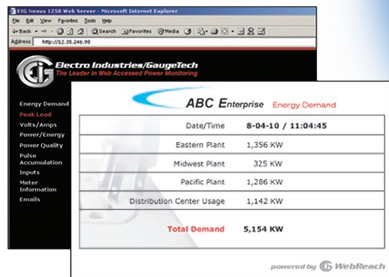 EIG Nexus 1250 Web Server - Microsoft Internet Explorer
File Edit View Favorites Tools Help
Back Search Favorites Media
Address http://12.35.246.98
EIG
Electro Industries/GaugeTech
The Leader in Web Accessed Power Monitoring
Energy Demand
Peak Load
Volts/Amps
Power/Energy
Power Quality
Pulse
Accumulation
Inputs
Meter
Information
Emails
ABC Enterprise Energy Demand
Date/Time 8-04-10 / 11:04:45
Eastern Plant 1,356 KW
Midwest Plant 325 KW
Pacific Plant 1,286 KW
Distribution Center Usage 1,142 KW
Total Demand 5,154 KW
powered by EIG WebReach